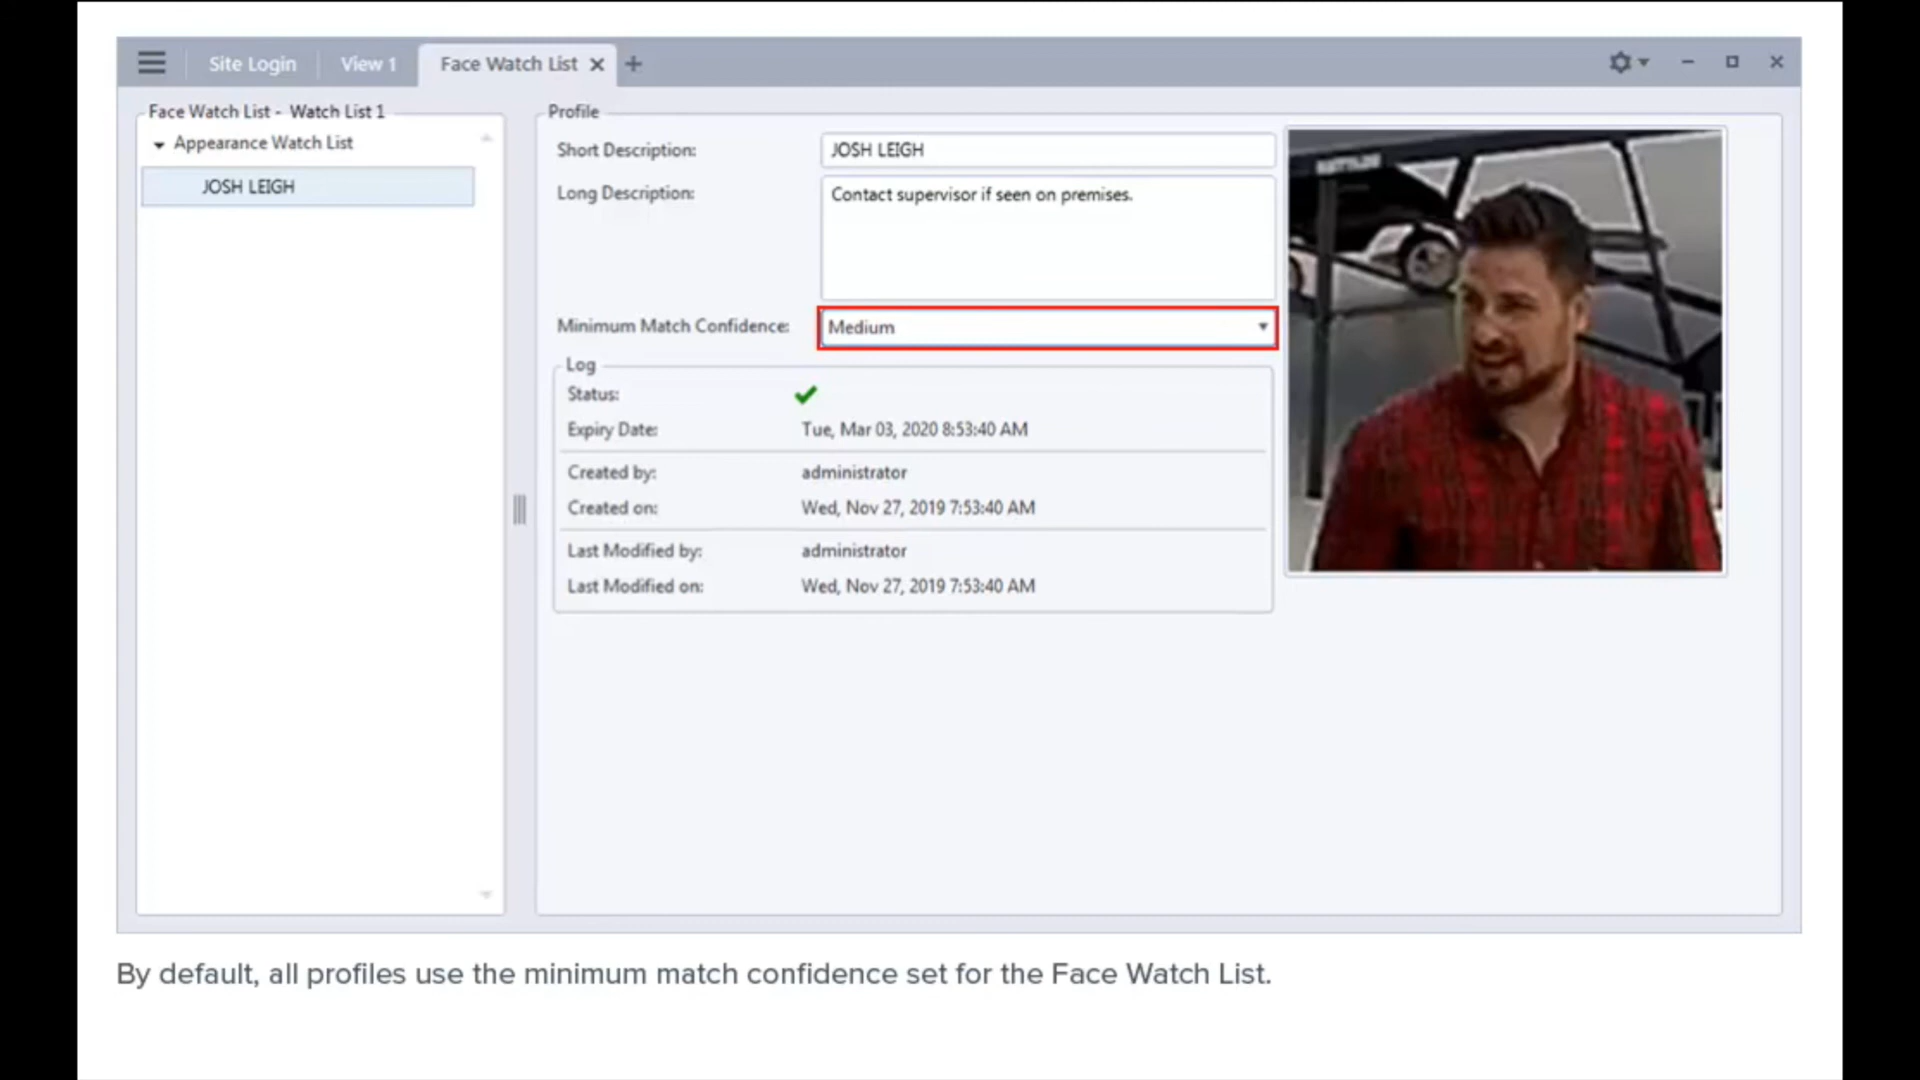 Site Login
View 1
Face Watch List
Face Watch List - Watch List 1
Appearance Watch List
JOSH LEIGH
Profile
Short Description: JOSH LEIGH
Long Description: Contact supervisor if seen on premises.
Minimum Match Confidence: Medium
Log
Status:
Expiry Date: Tue, Mar 03, 2020 8:53:40 AM
Created by: administrator
Created on: Wed, Nov 27, 2019 7:53:40 AM
Last Modified by: administrator
Last Modified on: Wed, Nov 27, 2019 7:53:40 AM
By default, all profiles use the minimum match confidence set for the Face Watch List.